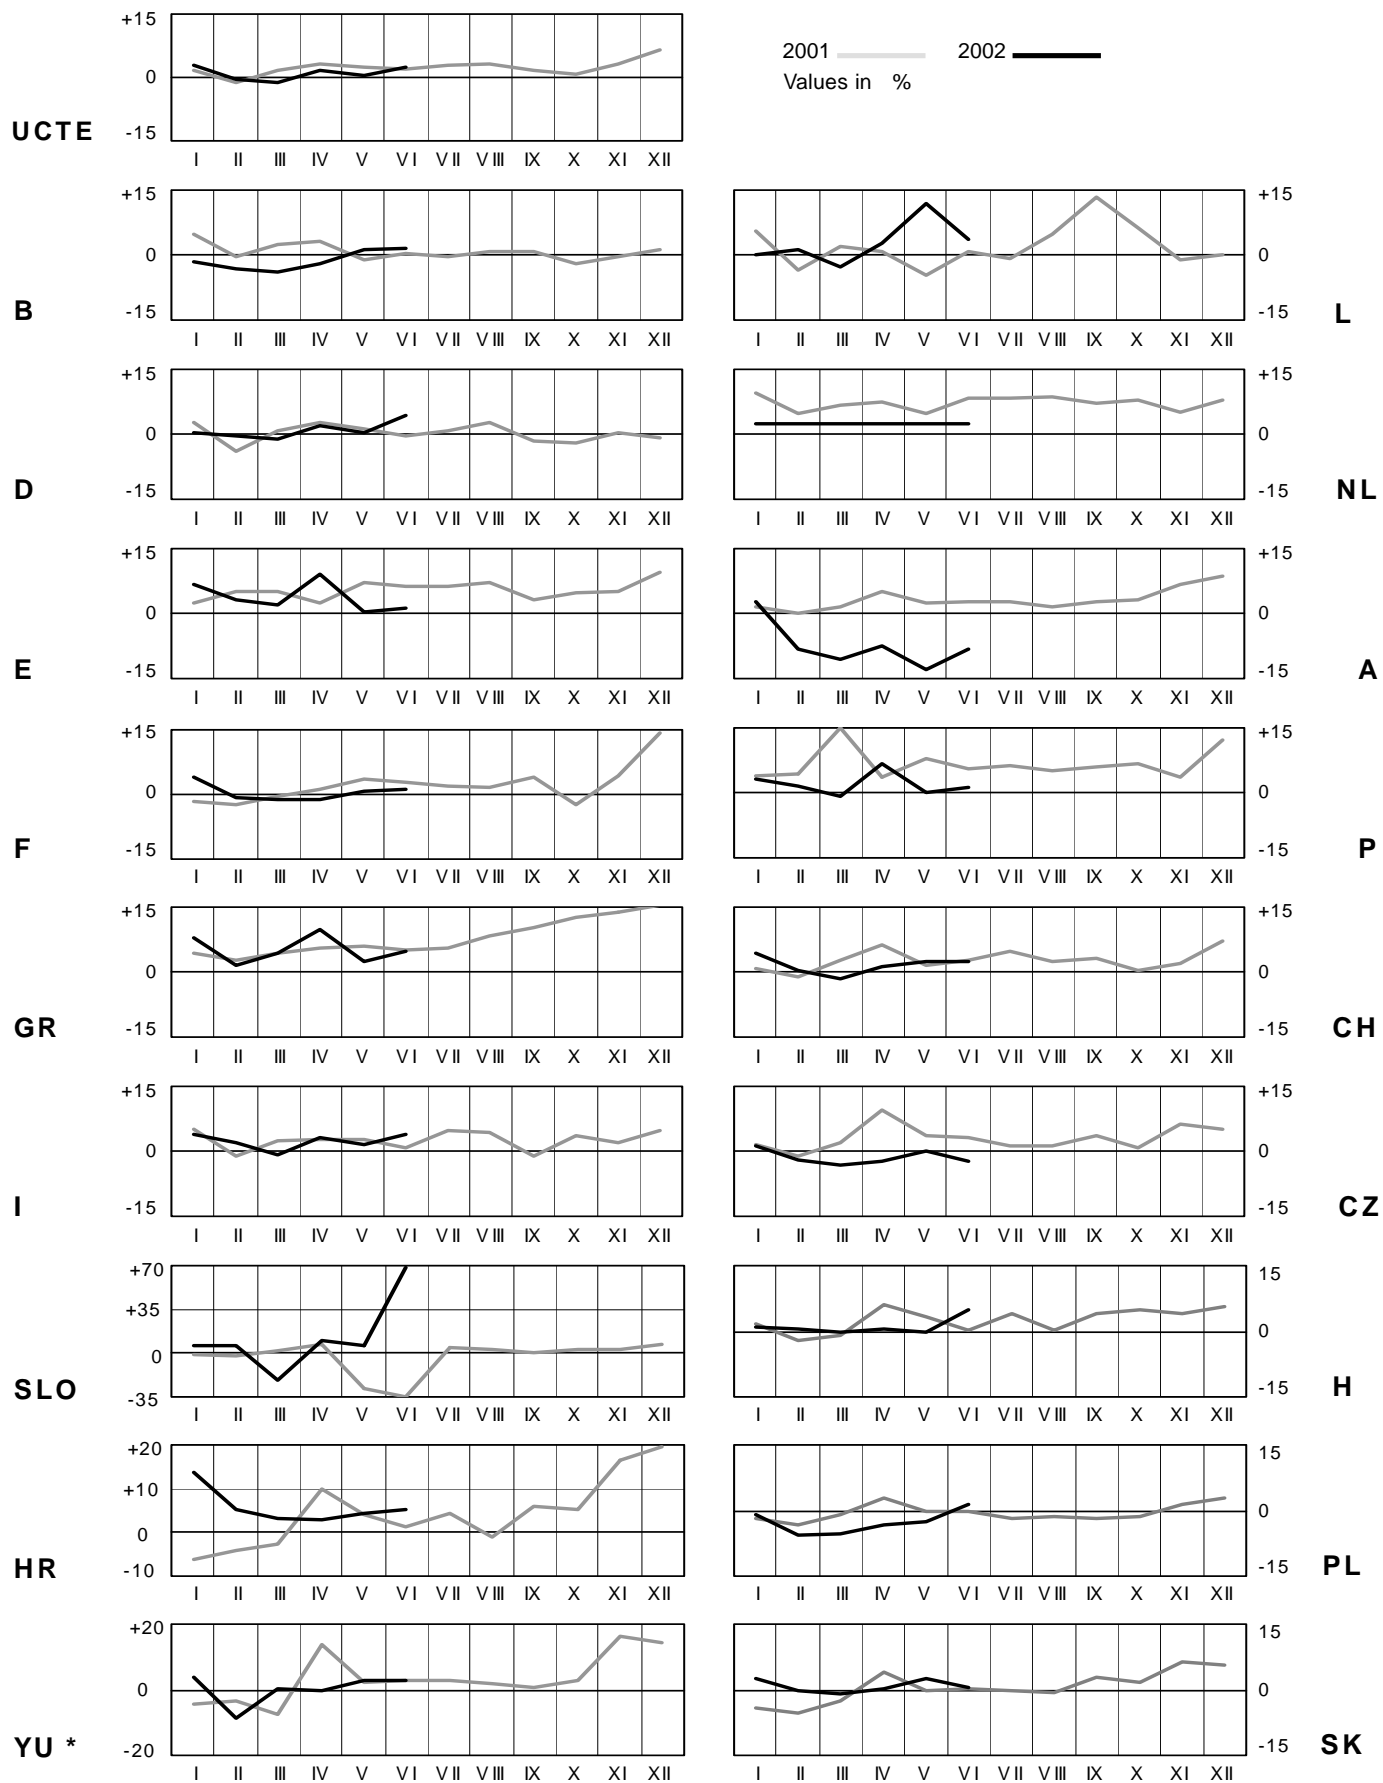 +15
2001 2002
0
Values in %
UCTE -15
I II III IV V VI VII VIII IX X XI XII
+15
0
B -15
I II III IV V VI VII VIII IX X XI XII
+15
0
-15 L
I II III IV V VI VII VIII IX X XI XII
+15
0
D -15
I II III IV V VI VII VIII IX X XI XII
+15
0
-15 NL
I II III IV V VI VII VIII IX X XI XII
+15
0
E -15
I II III IV V VI VII VIII IX X XI XII
+15
0
-15 A
I II III IV V VI VII VIII IX X XI XII
+15
0
F -15
I II III IV V VI VII VIII IX X XI XII
+15
0
-15 P
I II III IV V VI VII VIII IX X XI XII
+15
0
GR -15
I II III IV V VI VII VIII IX X XI XII
+15
0
-15 CH
I II III IV V VI VII VIII IX X XI XII
+15
0
I -15
I II III IV V VI VII VIII IX X XI XII
+15
0
-15 CZ
I II III IV V VI VII VIII IX X XI XII
+70
+35
0
SLO -35
I II III IV V VI VII VIII IX X XI XII
15
0
-15 H
I II III IV V VI VII VIII IX X XI XII
+20
+10
0
HR -10
I II III IV V VI VII VIII IX X XI XII
15
0
-15 PL
I II III IV V VI VII VIII IX X XI XII
+20
0
YU * -20
I II III IV V VI VII VIII IX X XI XII
15
0
-15 SK
I II III IV V VI VII VIII IX X XI XII